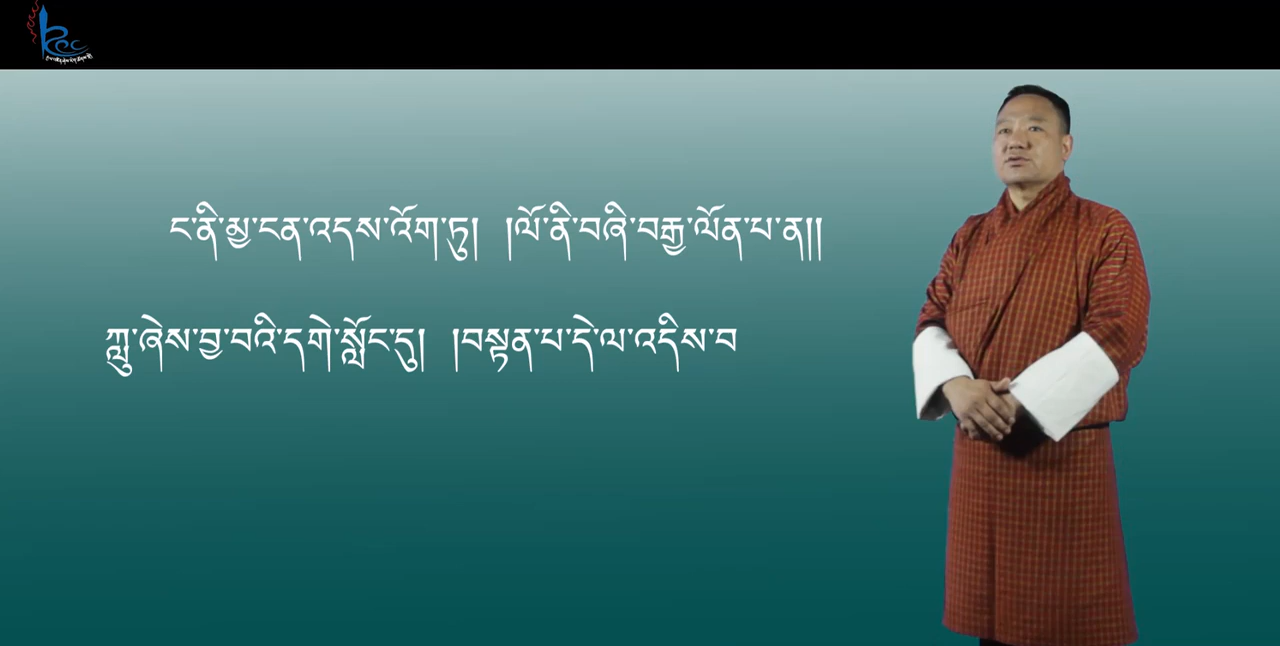 ང་ནི་མྱ་ངན་འདས་འོག་ཏུ། །ལོ་ནི་བཞི་བརྒྱ་ལོན་པ་ན།།
ཀླུ་ཞེས་བྱ་བའི་དགེ་སློང་དུ། །བསྟན་པ་དེ་ལ་འདིས་བ